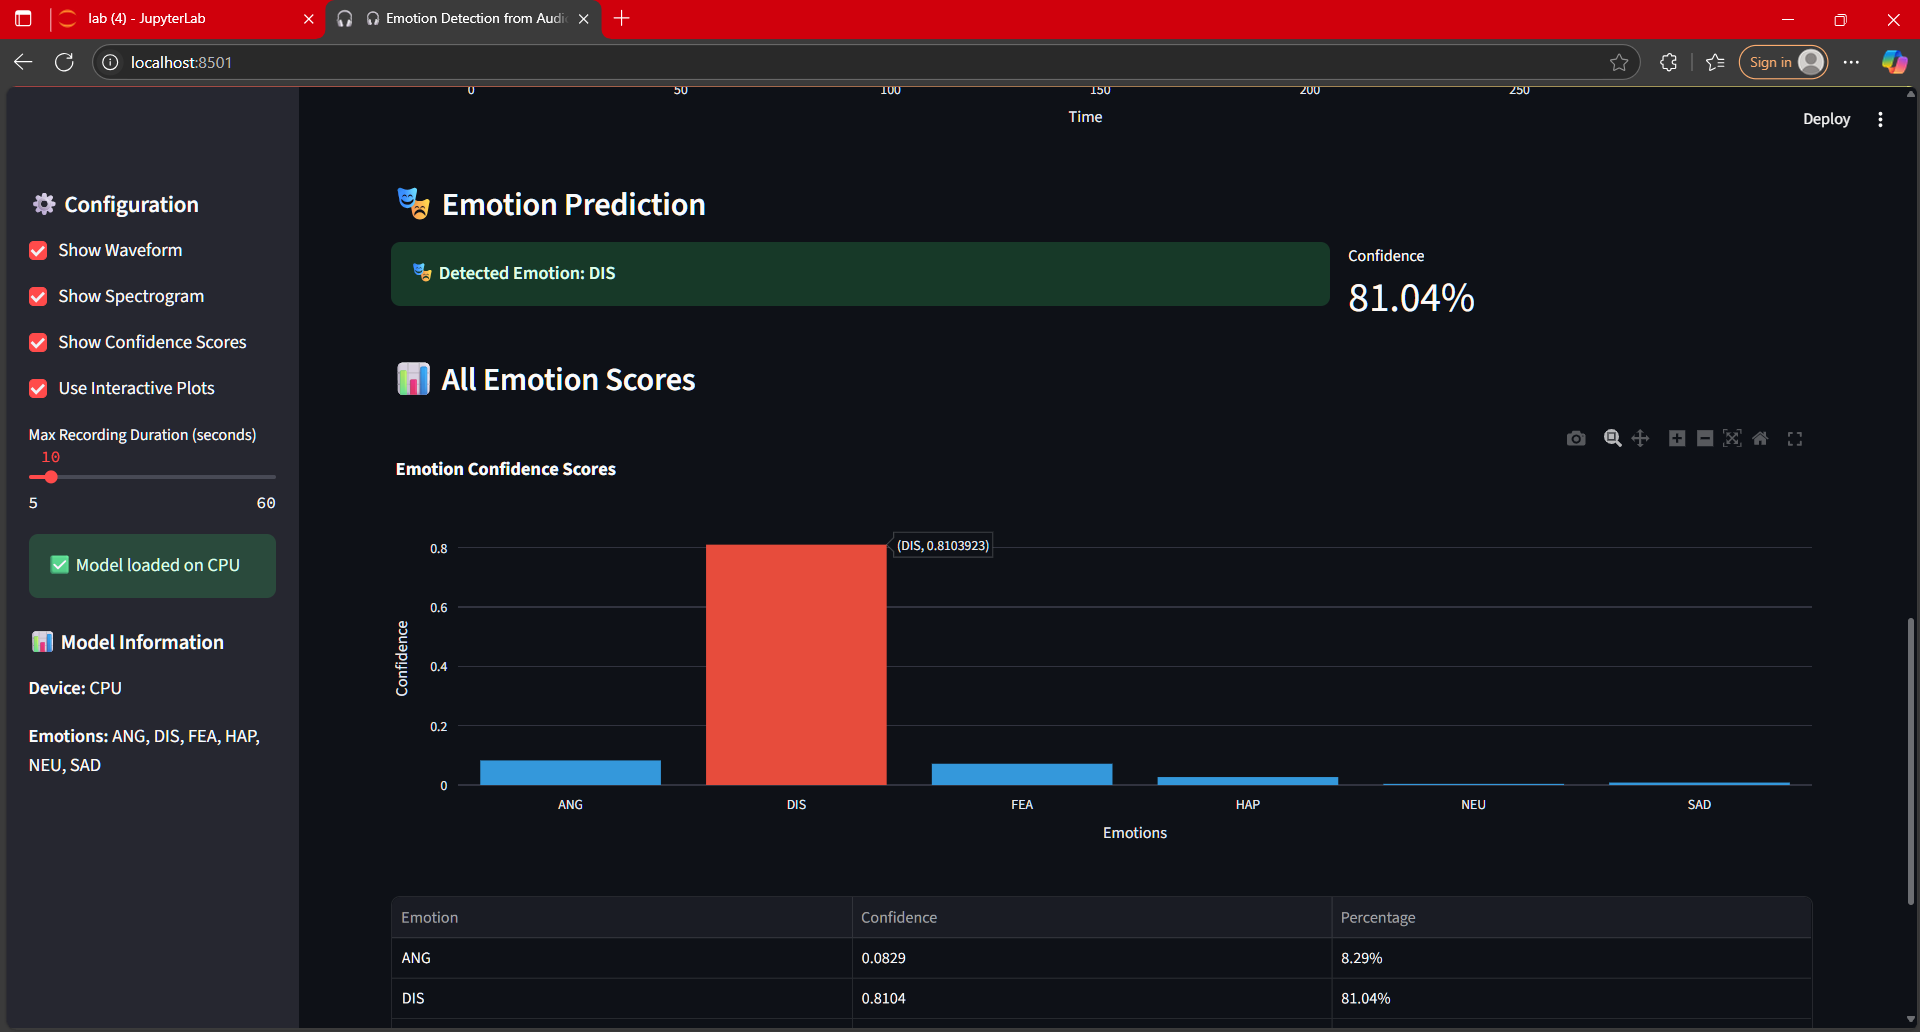 lab (4) - JupyterLab
Emotion Detection from Audi
localhost:8501
Sign in
0 50 100 150 200 250
Time
Deploy
Configuration
Show Waveform
Show Spectrogram
Show Confidence Scores
Use Interactive Plots
Max Recording Duration (seconds)
10
5 60
Model loaded on CPU
Model Information
Device: CPU
Emotions: ANG, DIS, FEA, HAP,
NEU, SAD
Emotion Prediction
Detected Emotion: DIS
Confidence
81.04%
All Emotion Scores
Emotion Confidence Scores
(DIS, 0.8103923)
0.8
0.6
0.4
0.2
0
Confidence
ANG DIS FEA HAP NEU SAD
Emotions
Emotion Confidence Percentage
ANG 0.0829 8.29%
DIS 0.8104 81.04%